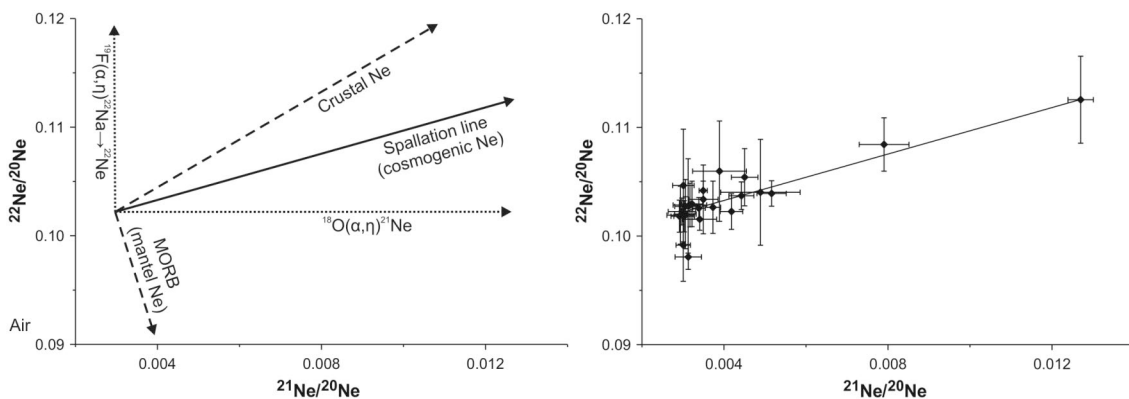 0.12
0.11
0.10
0.09
²²Ne/²⁰Ne
¹⁹F(α,η)²²Na→²²Ne
Crustal Ne
Spallation line
(cosmogenic Ne)
¹⁸O(α,η)²¹Ne
MORB
(mantel Ne)
Air
0.004
0.008
0.012
²¹Ne/²⁰Ne
0.12
0.11
0.10
0.09
²²Ne/²⁰Ne
0.004
0.008
0.012
²¹Ne/²⁰Ne